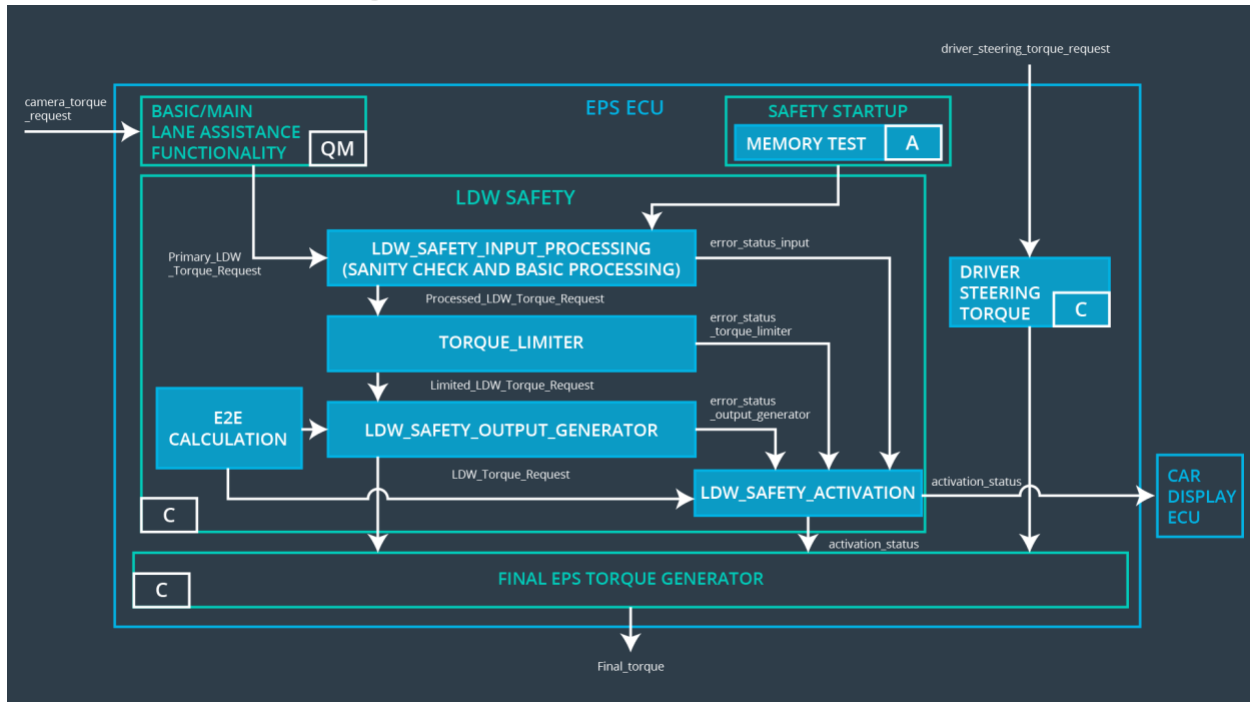 driver_steering_torque_request
camera_torque
_request
BASIC/MAIN
LANE ASSISTANCE
FUNCTIONALITY
QM
EPS ECU
SAFETY STARTUP
MEMORY TEST
A
LDW SAFETY
Primary_LDW
_Torque_Request
LDW_SAFETY_INPUT_PROCESSING
(SANITY CHECK AND BASIC PROCESSING)
error_status_input
DRIVER
STEERING
TORQUE
C
Processed_LDW_Torque_Request
TORQUE_LIMITER
error_status
_torque_limiter
Limited_LDW_Torque_Request
E2E
CALCULATION
LDW_SAFETY_OUTPUT_GENERATOR
error_status
_output_generator
LDW_Torque_Request
LDW_SAFETY_ACTIVATION
activation_status
CAR
DISPLAY
ECU
C
activation_status
FINAL EPS TORQUE GENERATOR
C
Final_torque